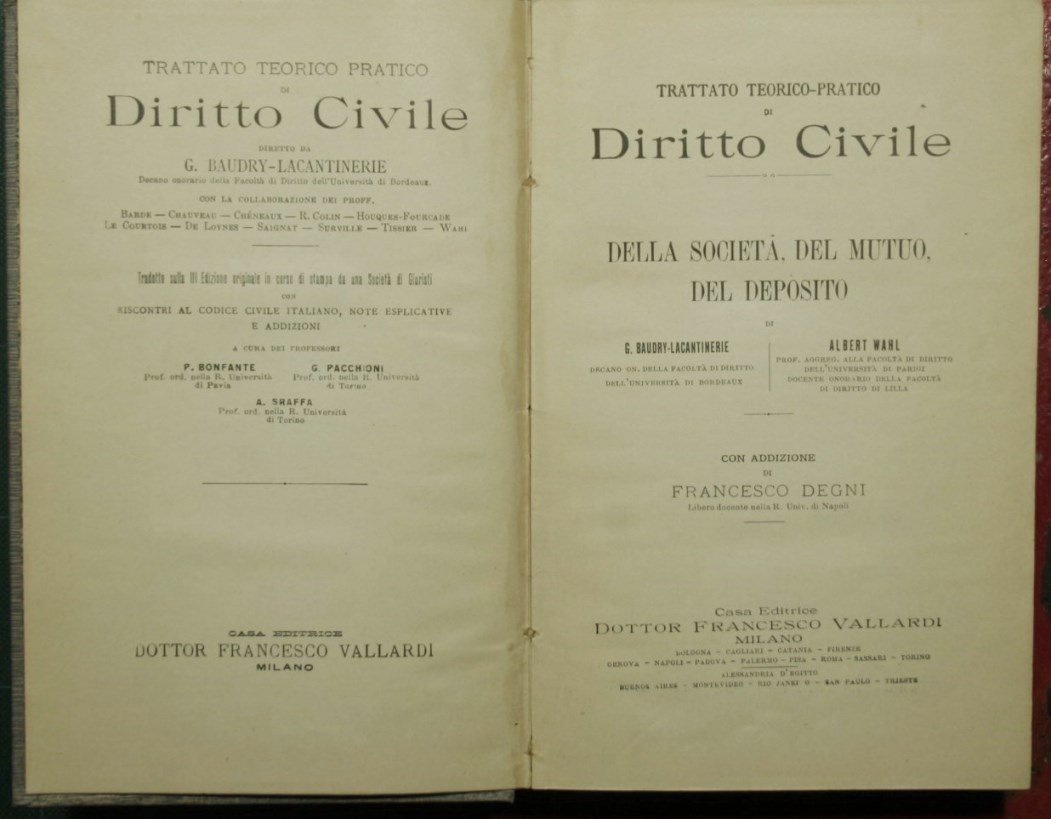 TRATTATO TEORICO PRATICO
DI
Diritto Civile
DIRETTO DA
G. BAUDRY-LACANTINERIE
Decano onorario della Facoltà di Diritto dell'Università di Bordeaux.
CON LA COLLABORAZIONE DEI PROFF.
BARDE — CHAUVEAU — CHÉNEAUX — R. COLIN — HOUQUES-FOURCADE
LE COURTOIS — DE LOYNES — SAIGNAT — SURVILLE — TISSIER — WAHL
Tradotto sulla III Edizione originale in corso di stampa da una Società di Giuristi
CON
RISCONTRI AL CODICE CIVILE ITALIANO, NOTE ESPLICATIVE
E ADDIZIONI
A CURA DEI PROFESSORI
P. BONFANTE G. PACCHIONI
Prof. ord. nella R. Università Prof. ord. nella R. Università
di Pavia di Torino
A. SRAFFA
Prof. ord. nella R. Università
di Torino
CASA EDITRICE
DOTTOR FRANCESCO VALLARDI
MILANO
TRATTATO TEORICO-PRATICO
DI
Diritto Civile
DELLA SOCIETÀ, DEL MUTUO,
DEL DEPOSITO
DI
G. BAUDRY-LACANTINERIE
DECANO ON. DELLA FACOLTÀ DI DIRITTO
DELL'UNIVERSITÀ DI BORDEAUX
ALBERT WAHL
PROF. AGGREG. ALLA FACOLTÀ DI DIRITTO
DELL'UNIVERSITÀ DI PARIGI
DOCENTE ONORARIO DELLA FACOLTÀ
DI DIRITTO DI LILLA
CON ADDIZIONE
DI
FRANCESCO DEGNI
Libero docente nella R. Univ. di Napoli
Casa Editrice
DOTTOR FRANCESCO VALLARDI
MILANO
BOLOGNA - CAGLIARI - CATANIA - FIRENZE
GENOVA - NAPOLI - PADOVA - PALERMO - PISA - ROMA - SASSARI - TORINO
ALESSANDRIA D'EGITTO
BUENOS AIRES - MONTEVIDEO - RIO JANEIRO - SAN PAULO - TRIESTE